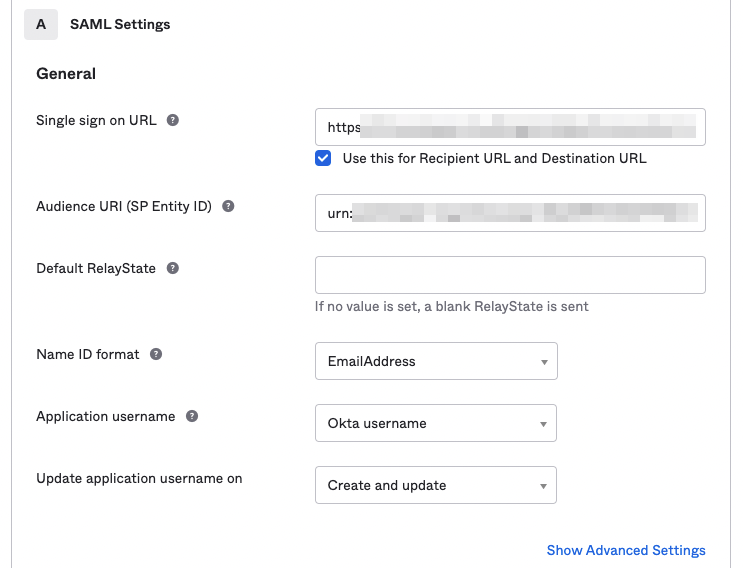 A SAML Settings
General
Single sign on URL ?
https
Use this for Recipient URL and Destination URL
Audience URI (SP Entity ID) ?
urn:
Default RelayState ?
If no value is set, a blank RelayState is sent
Name ID format ?
EmailAddress
Application username ?
Okta username
Update application username on
Create and update
Show Advanced Settings